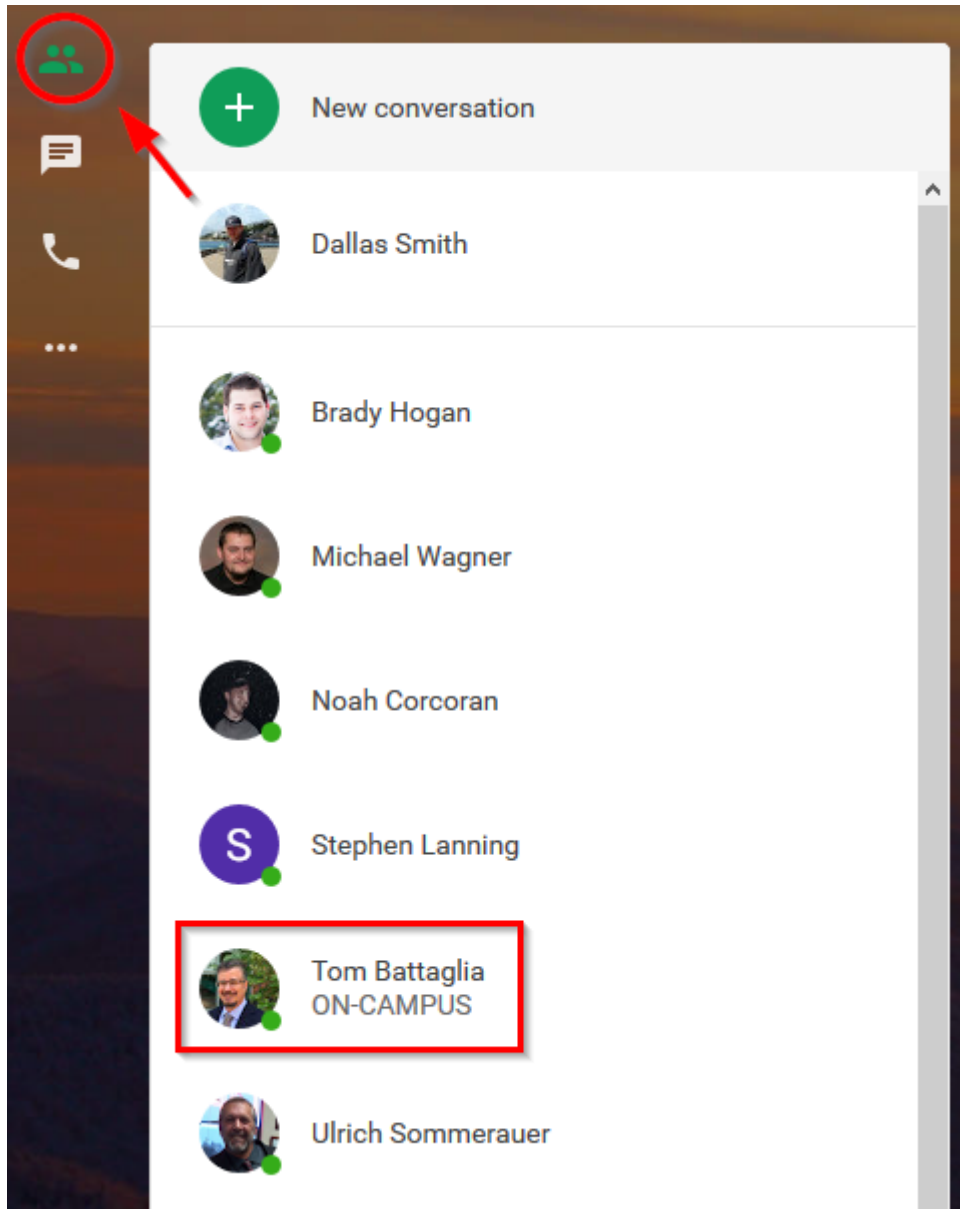 New conversation
Dallas Smith
Brady Hogan
Michael Wagner
Noah Corcoran
S
Stephen Lanning
Tom Battaglia
ON-CAMPUS
Ulrich Sommerauer